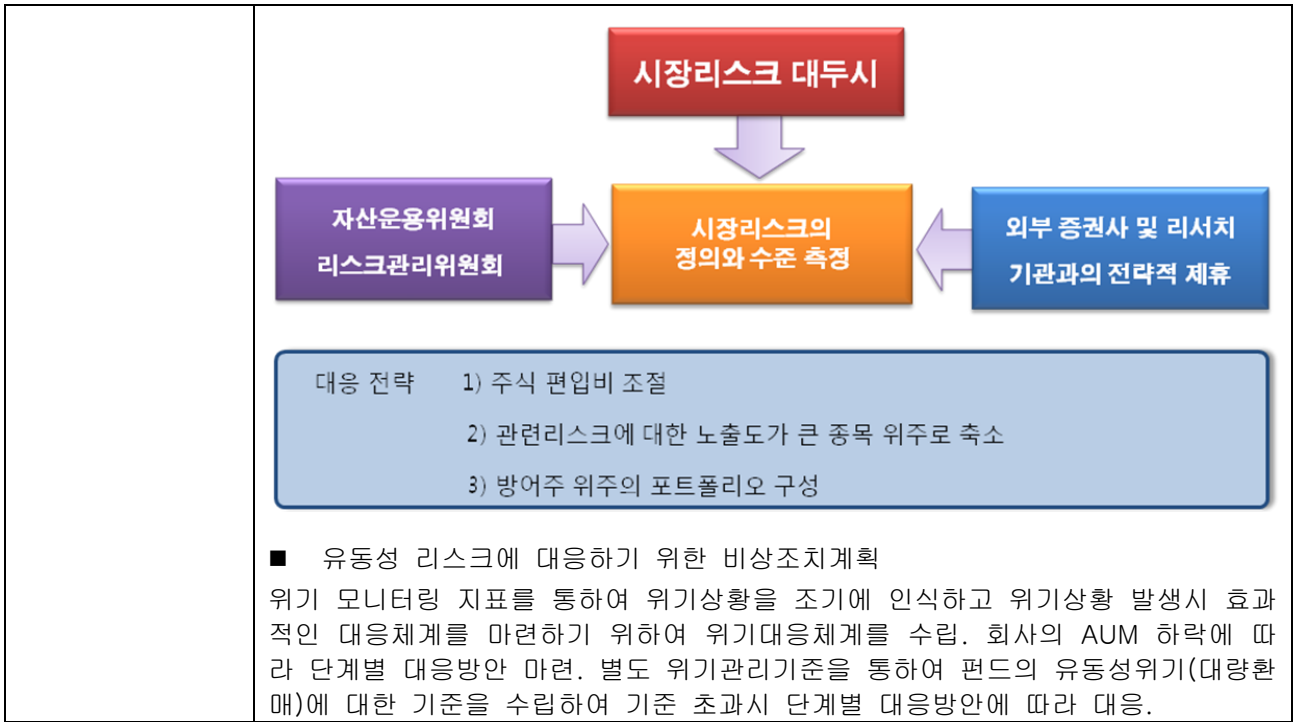 시장리스크 대두시
자산운용위원회
리스크관리위원회
시장리스크의
정의와 수준 측정
외부 증권사 및 리서치
기관과의 전략적 제휴
대응 전략 1) 주식 편입비 조절
2) 관련리스크에 대한 노출도가 큰 종목 위주로 축소
3) 방어주 위주의 포트폴리오 구성
■ 유동성 리스크에 대응하기 위한 비상조치계획
위기 모니터링 지표를 통하여 위기상황을 조기에 인식하고 위기상황 발생시 효과
적인 대응체계를 마련하기 위하여 위기대응체계를 수립. 회사의 AUM 하락에 따
라 단계별 대응방안 마련. 별도 위기관리기준을 통하여 펀드의 유동성위기(대량환
매)에 대한 기준을 수립하여 기준 초과시 단계별 대응방안에 따라 대응.